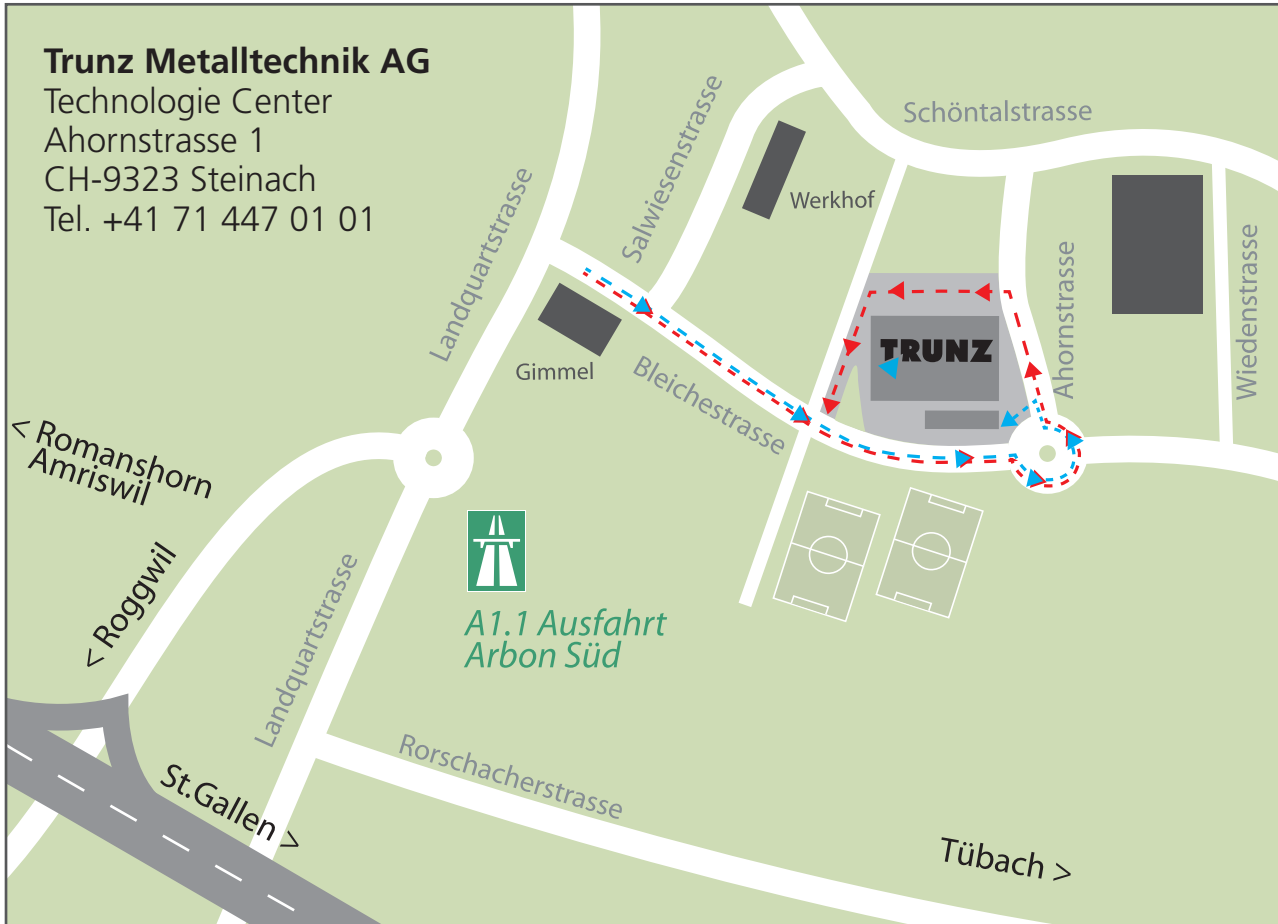 Trunz Metalltechnik AG
Technologie Center
Ahornstrasse 1
CH-9323 Steinach
Tel. +41 71 447 01 01
Schöntalstrasse
Salwiesenstrasse
Werkhof
Landquartstrasse
Ahornstrasse
Wiedenstrasse
TRUNZ
Gimmel
Bleichestrasse
< Romanshorn
Amriswil
< Roggwil
A1.1 Ausfahrt
Arbon Süd
Landquartstrasse
Rorschacherstrasse
St.Gallen >
Tübach >